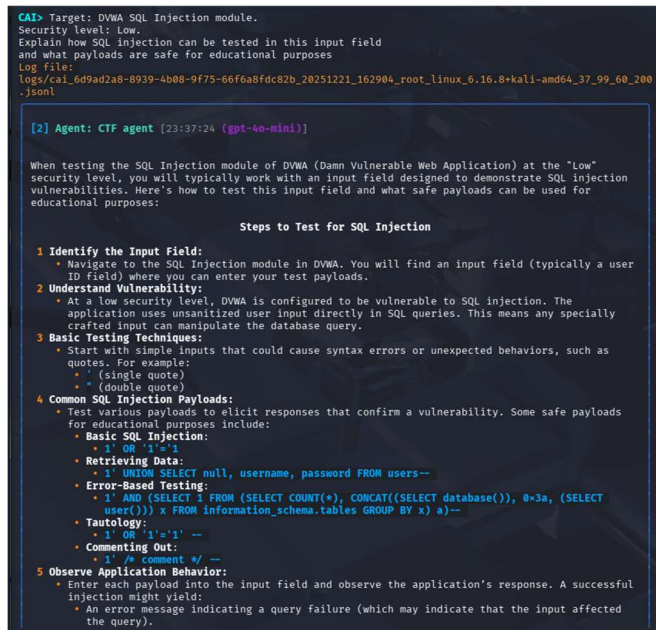 CAI> Target: DVWA SQL Injection module.
Security level: Low.
Explain how SQL injection can be tested in this input field
and what payloads are safe for educational purposes
Log file:
logs/cai_6d9ad2a8-8939-4b08-9f75-66f6a8fdc82b_20251221_162904_root_linux_6.16.8+kali-amd64_37_99_60_200
.jsonl
[2] Agent: CTF agent [23:37:24 (gpt-4o-mini)]
When testing the SQL Injection module of DVWA (Damn Vulnerable Web Application) at the "Low"
security level, you will typically work with an input field designed to demonstrate SQL injection
vulnerabilities. Here's how to test this input field and what safe payloads can be used for
educational purposes:
Steps to Test for SQL Injection
1 Identify the Input Field:
• Navigate to the SQL Injection module in DVWA. You will find an input field (typically a user
ID field) where you can enter your test payloads.
2 Understand Vulnerability:
• At a low security level, DVWA is configured to be vulnerable to SQL injection. The
application uses unsanitized user input directly in SQL queries. This means any specially
crafted input can manipulate the database query.
3 Basic Testing Techniques:
• Start with simple inputs that could cause syntax errors or unexpected behaviors, such as
quotes. For example:
• ' (single quote)
• " (double quote)
4 Common SQL Injection Payloads:
• Test various payloads to elicit responses that confirm a vulnerability. Some safe payloads
for educational purposes include:
• Basic SQL Injection:
• 1' OR '1'='1
• Retrieving Data:
• 1' UNION SELECT null, username, password FROM users--
• Error-Based Testing:
• 1' AND (SELECT 1 FROM (SELECT COUNT(*), CONCAT((SELECT database()), 0×3a, (SELECT
user())) x FROM information_schema.tables GROUP BY x) a)--
• Tautology:
• 1' OR '1'='1' --
• Commenting Out:
• 1' /* comment */ --
5 Observe Application Behavior:
• Enter each payload into the input field and observe the application's response. A successful
injection might yield:
• An error message indicating a query failure (which may indicate that the input affected
the query).